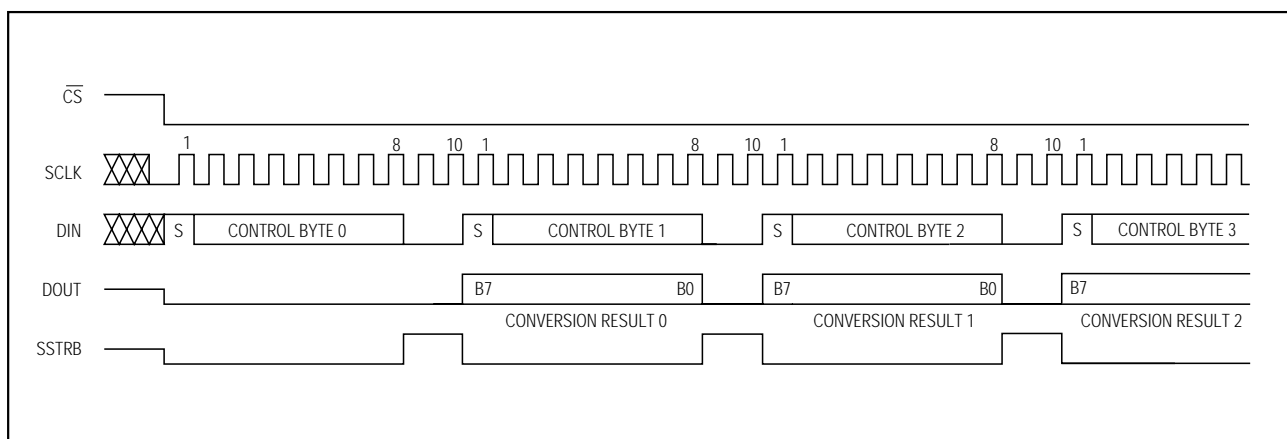 CS
1 8 10 1 8 10 1 8 10 1
SCLK
DIN S CONTROL BYTE 0 S CONTROL BYTE 1 S CONTROL BYTE 2 S CONTROL BYTE 3
DOUT B7 B0 B7 B0 B7
CONVERSION RESULT 0 CONVERSION RESULT 1 CONVERSION RESULT 2
SSTRB